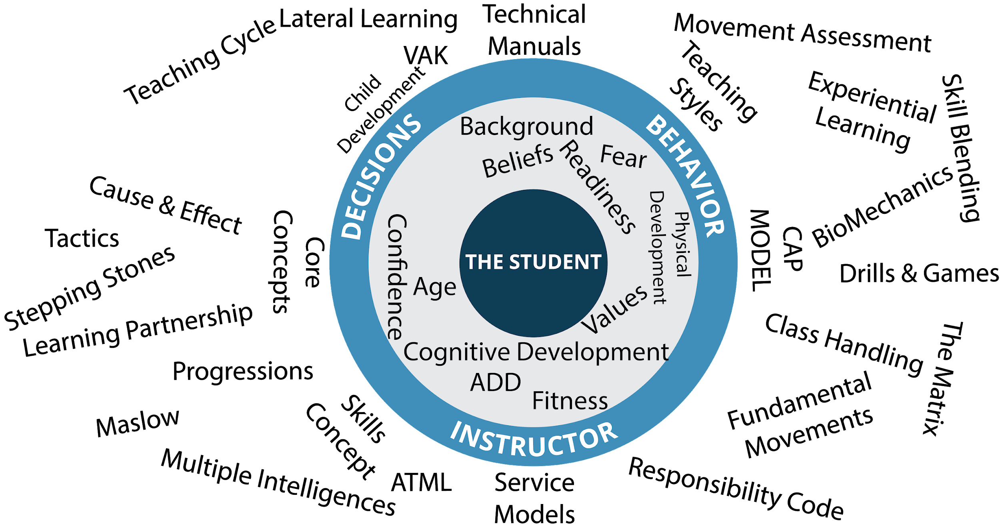 Lateral Learning
Technical
Manuals
Movement Assessment
Teaching Cycle
VAK
Child
Development
Teaching
Styles
Experiential
Learning
Skill Blending
DECISIONS
BEHAVIOR
Background
Beliefs
Readiness
Fear
Cause & Effect
Tactics
Stepping Stones
Core
Concepts
Confidence
Age
THE STUDENT
Physical
Development
Values
CAP
MODEL
BioMechanics
Drills & Games
Learning Partnership
Progressions
Cognitive Development
ADD
Fitness
Class Handling
The Matrix
Fundamental
Movements
Maslow
Skills
Concept
INSTRUCTOR
Multiple Intelligences
ATML
Service
Models
Responsibility Code